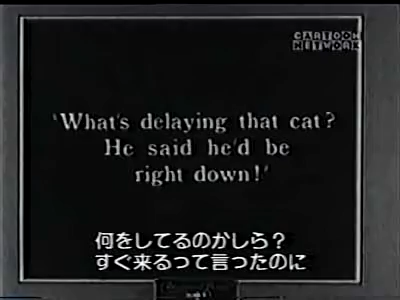 CARTOON
NETWORK
'What's delaying that cat?
He said he'd be
right down!'
何をしてるのかしら?
すぐ来るって言ったのに